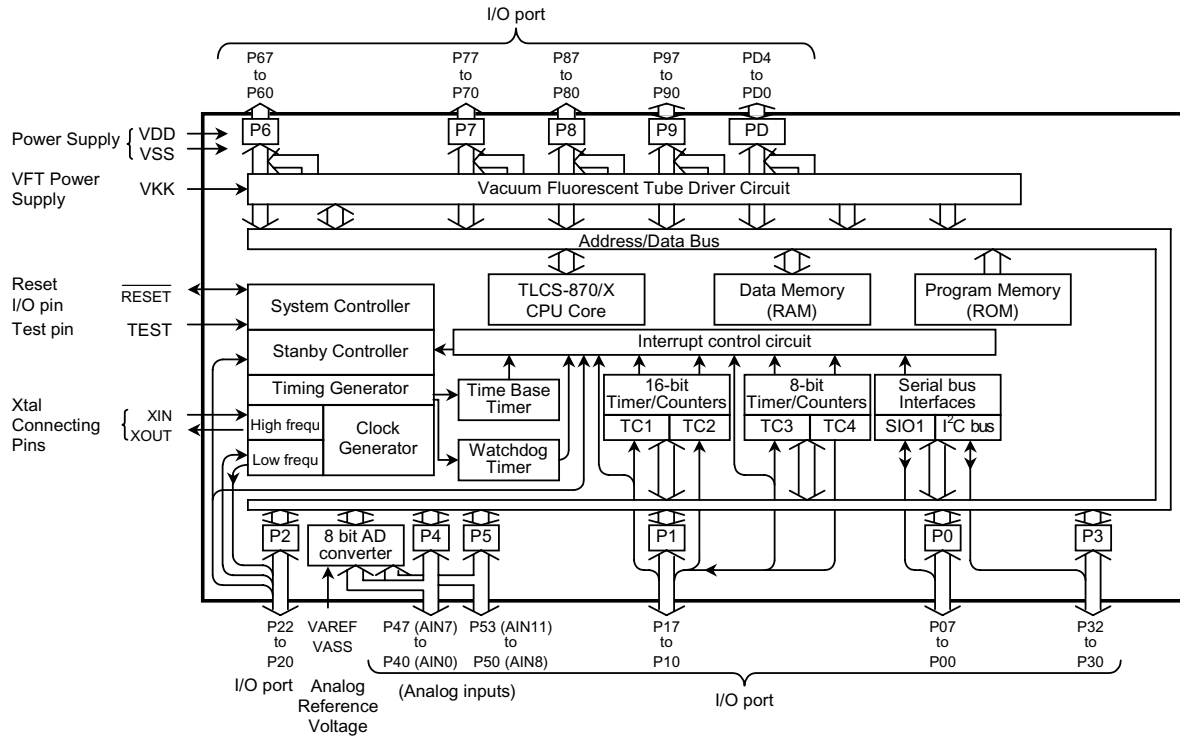 I/O port
P67 to P60
P77 to P70
P87 to P80
P97 to P90
PD4 to PD0
P6
P7
P8
P9
PD
Power Supply
VDD
VSS
VFT Power Supply
VKK
Vacuum Fluorescent Tube Driver Circuit
Address/Data Bus
Reset I/O pin
RESET
Test pin
TEST
System Controller
Stanby Controller
Timing Generator
High frequ
Low frequ
Clock Generator
TLCS-870/X CPU Core
Data Memory (RAM)
Program Memory (ROM)
Interrupt control circuit
Time Base Timer
Watchdog Timer
16-bit Timer/Counters
TC1
TC2
8-bit Timer/Counters
TC3
TC4
Serial bus Interfaces
SIO1
I2C bus
Xtal Connecting Pins
XIN
XOUT
P2
8 bit AD converter
P4
P5
P1
P0
P3
P22 to P20
VAREF
VASS
P47 (AIN7) to P40 (AIN0)
P53 (AIN11) to P50 (AIN8)
P17 to P10
P07 to P00
P32 to P30
I/O port
Analog Reference Voltage
(Analog inputs)
I/O port